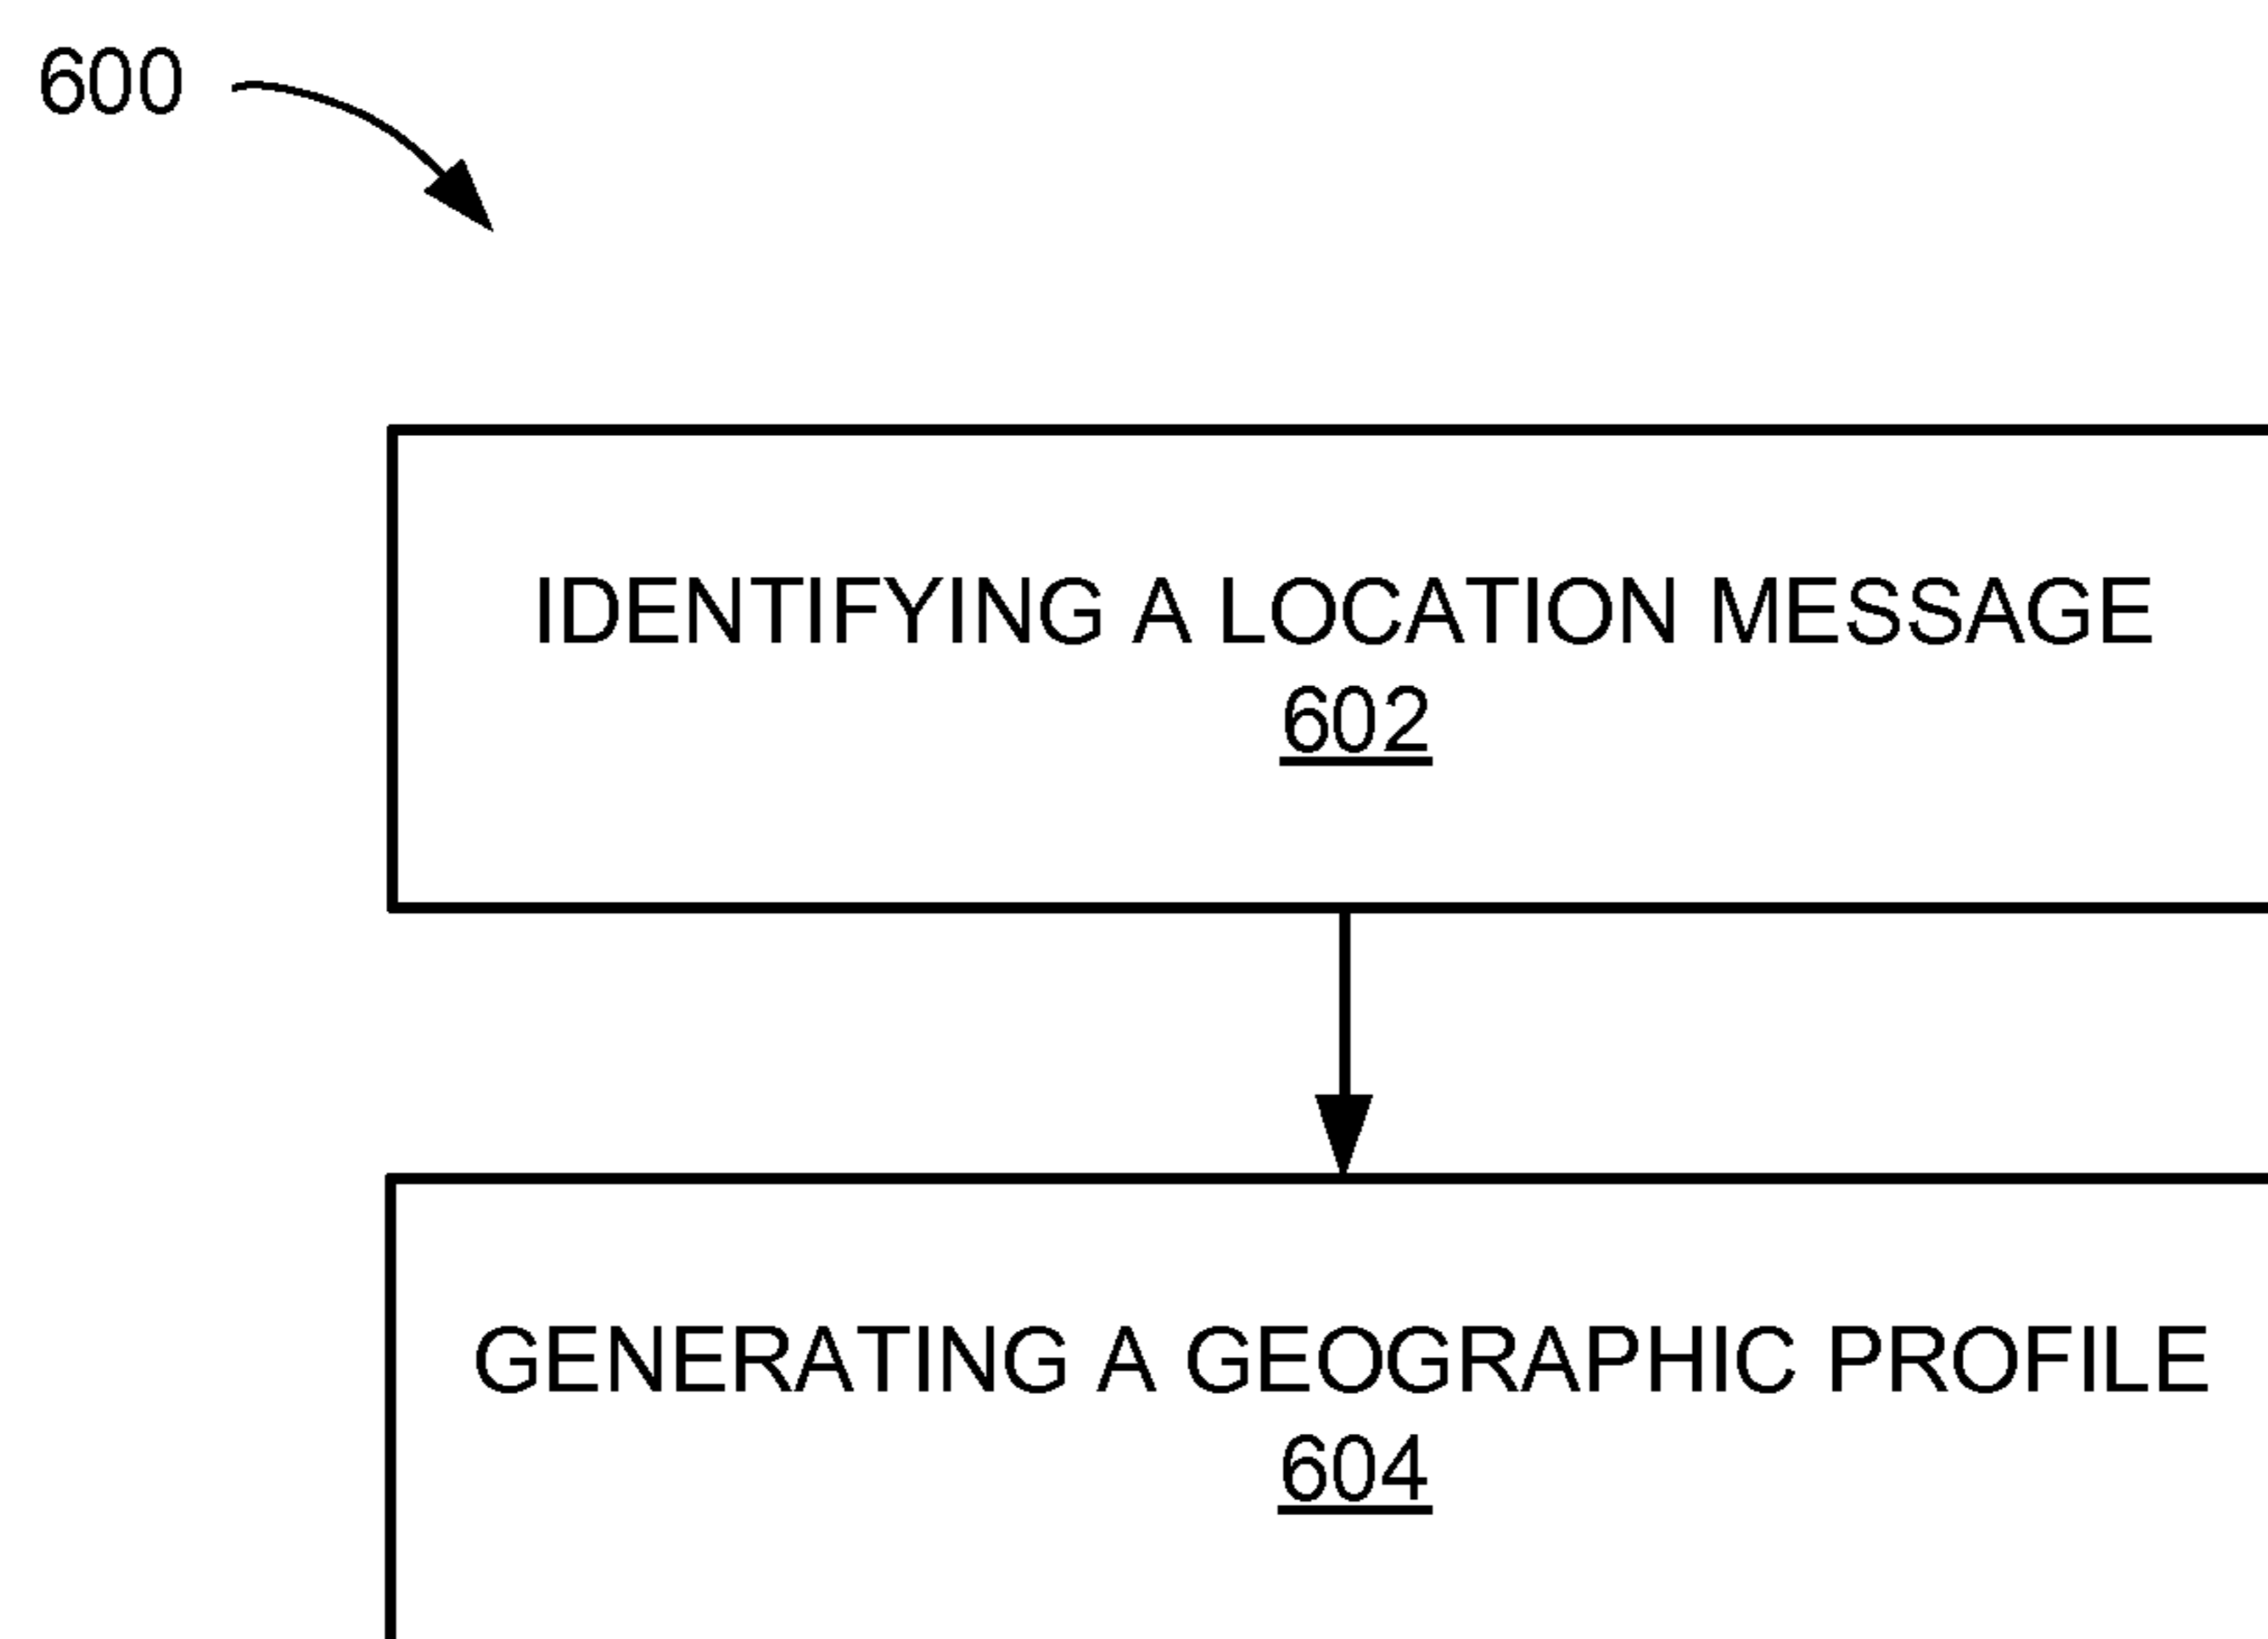 600
IDENTIFYING A LOCATION MESSAGE
602
GENERATING A GEOGRAPHIC PROFILE
604